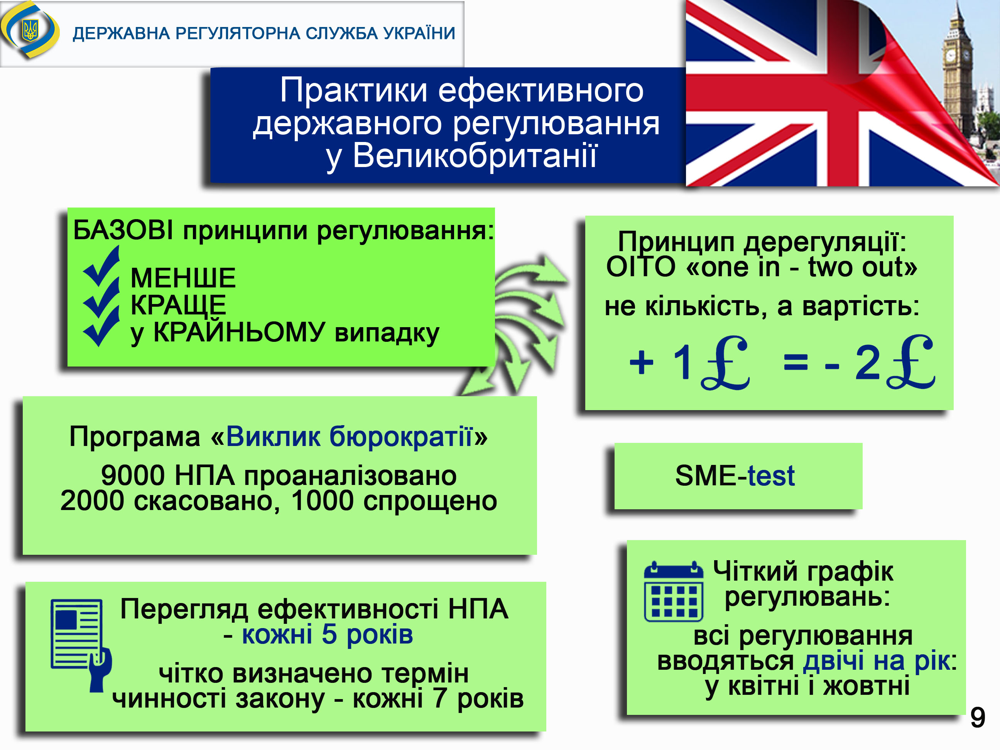 ДЕРЖАВНА РЕГУЛЯТОРНА СЛУЖБА УКРАЇНИ
Практики ефективного
державного регулювання
у Великобританії
БАЗОВІ принципи регулювання:
МЕНШЕ
КРАЩЕ
у КРАЙНЬОМУ випадку
Принцип дерегуляції:
ОІТО «one in - two out»
не кількість, а вартість:
+ 1£ = - 2£
Програма «Виклик бюрократії»
9000 НПА проаналізовано
2000 скасовано, 1000 спрощено
SME-test
Перегляд ефективності НПА
- кожні 5 років
чітко визначено термін
чинності закону - кожні 7 років
Чіткий графік
регулювань:
всі регулювання
вводяться двічі на рік:
у квітні і жовтні
9